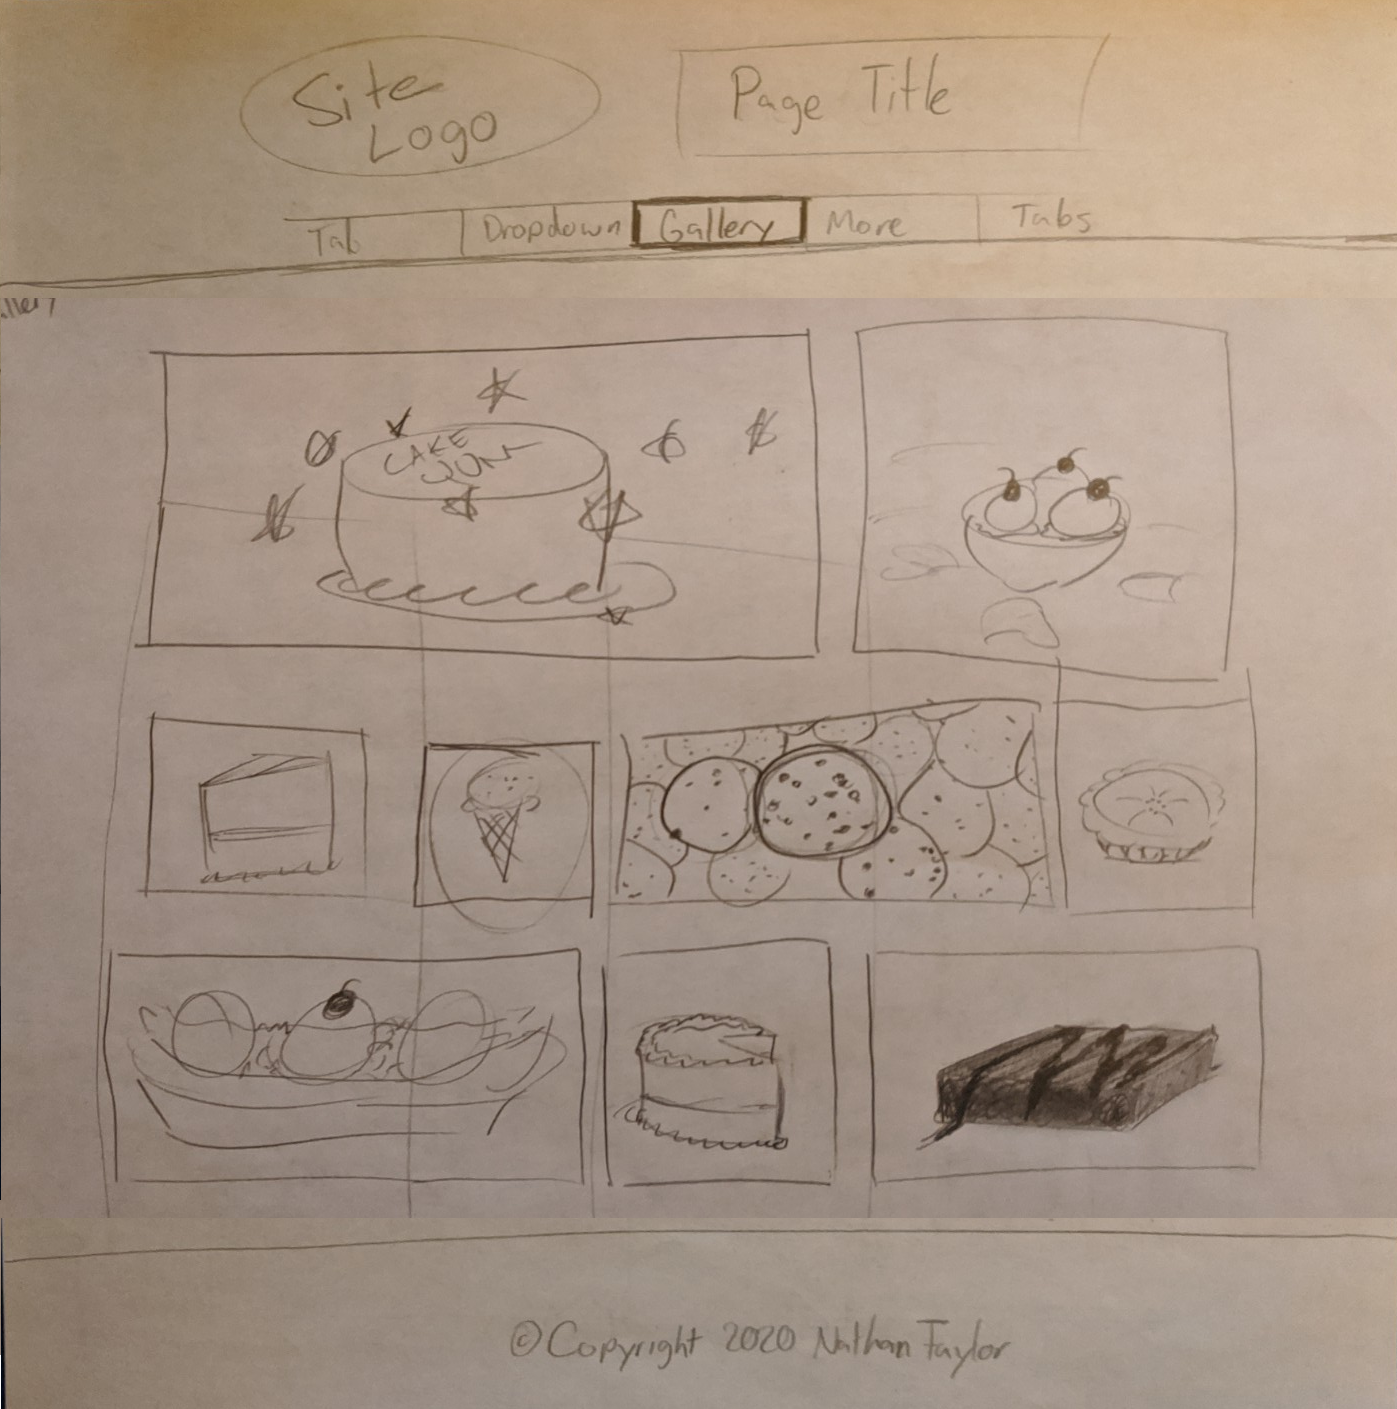 Site
Logo
Page Title
Tab
Dropdown
Gallery
More
Tabs
CAKE
© Copyright 2020 Nathan Taylor